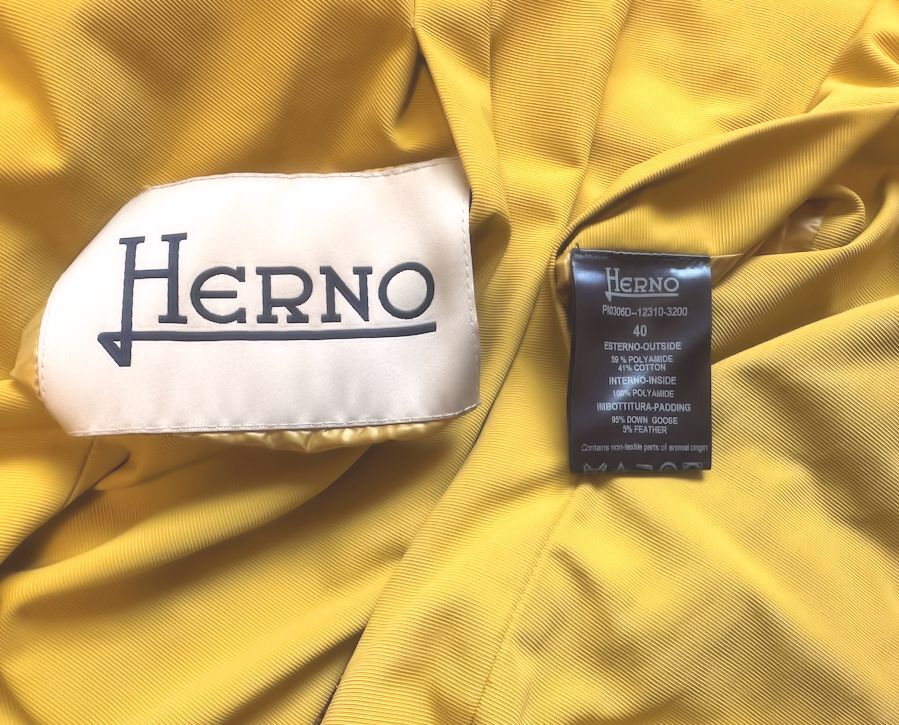 HERNO
HERNO
PI0306D-12310-3200
40
ESTERNO-OUTSIDE
59 % POLYAMIDE
41% COTTON
INTERNO-INSIDE
100% POLYAMIDE
IMBOTTITURA-PADDING
95% DOWN GOOSE
5% FEATHER
Contains non-textile parts of animal origin